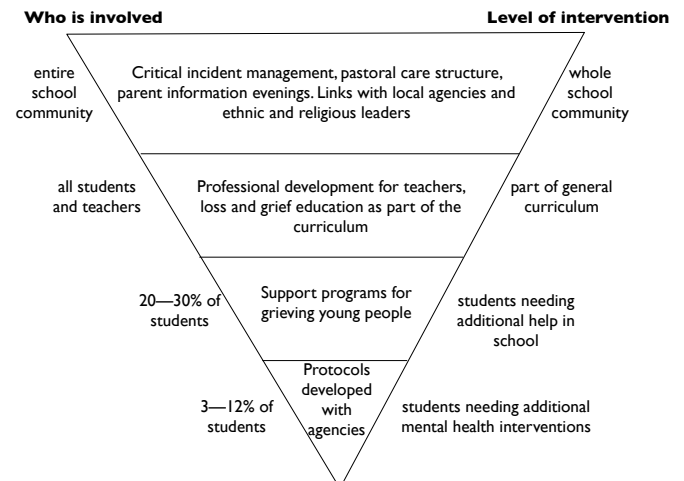 Who is involved
Level of intervention
entire
school
community
Critical incident management, pastoral care structure,
parent information evenings. Links with local agencies and
ethnic and religious leaders
whole
school
community
all students
and teachers
Professional development for teachers,
loss and grief education as part of the
curriculum
part of general
curriculum
20—30% of
students
Support programs for
grieving young people
students needing
additional help in
school
3—12% of
students
Protocols
developed
with
agencies
students needing additional
mental health interventions